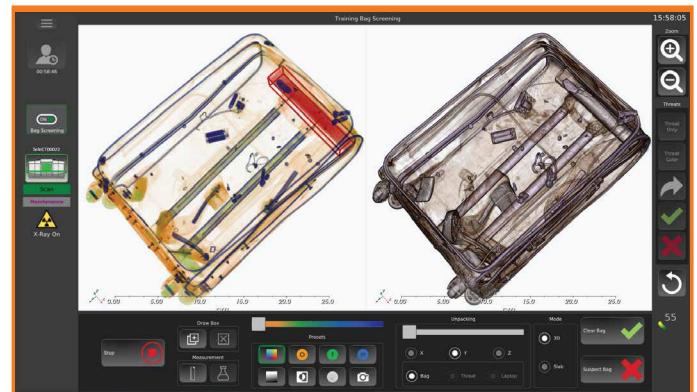 Training Bag Screening
15:58:05
00:58:46
ON
Bag Screening
SeleCT00023
Scan
Maintenance
X-Ray On
Zoom
Threats
Threat
Only
Threat
Color
55
0.00 5.00 10.0 15.0 20.0 25.0
0.00 5.00 10.0 15.0 20.0 25.0
Stop
Draw Box
Measurement
Presets
Unpacking
X Y Z
Bag Threat Laptop
Mode
3D
Slab
Clear Bag
Suspect Bag